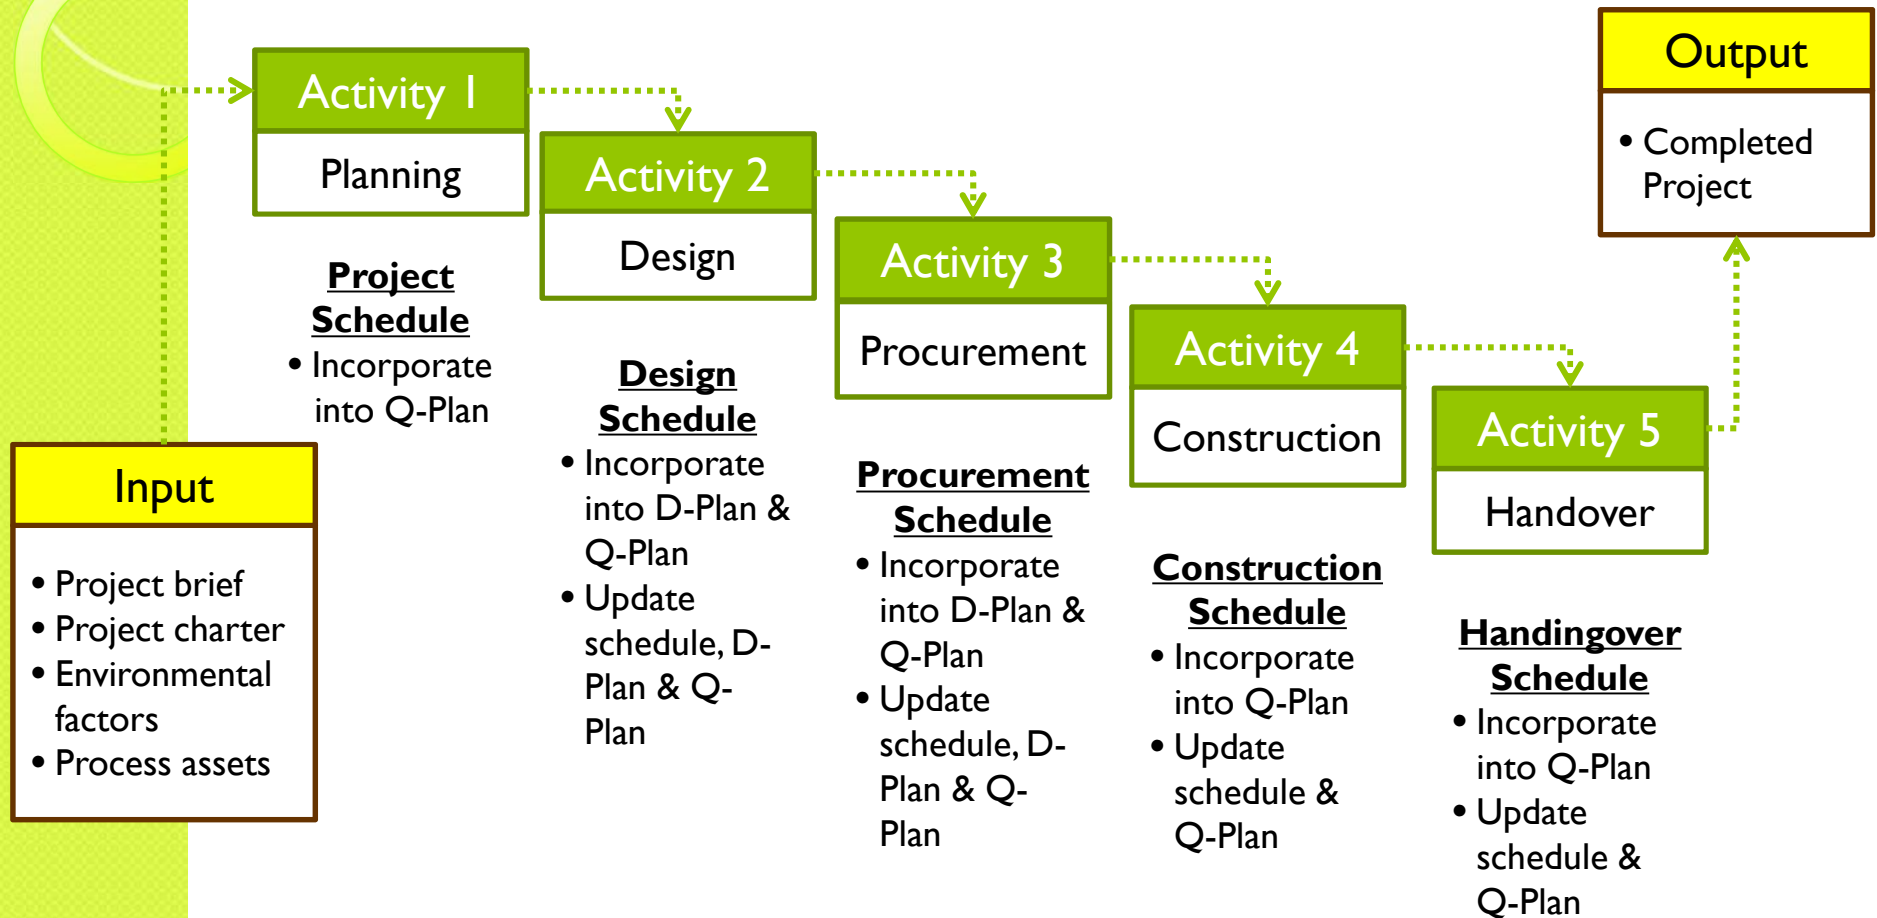 Input
• Project brief
• Project charter
• Environmental
factors
• Process assets
Activity 1
Planning
Project
Schedule
• Incorporate
into Q-Plan
Activity 2
Design
Design
Schedule
• Incorporate
into D-Plan &
Q-Plan
• Update
schedule, D-
Plan & Q-
Plan
Activity 3
Procurement
Procurement
Schedule
• Incorporate
into D-Plan &
Q-Plan
• Update
schedule, D-
Plan & Q-
Plan
Activity 4
Construction
Construction
Schedule
• Incorporate
into Q-Plan
• Update
schedule &
Q-Plan
Activity 5
Handover
Handingover
Schedule
• Incorporate
into Q-Plan
• Update
schedule &
Q-Plan
Output
• Completed
Project